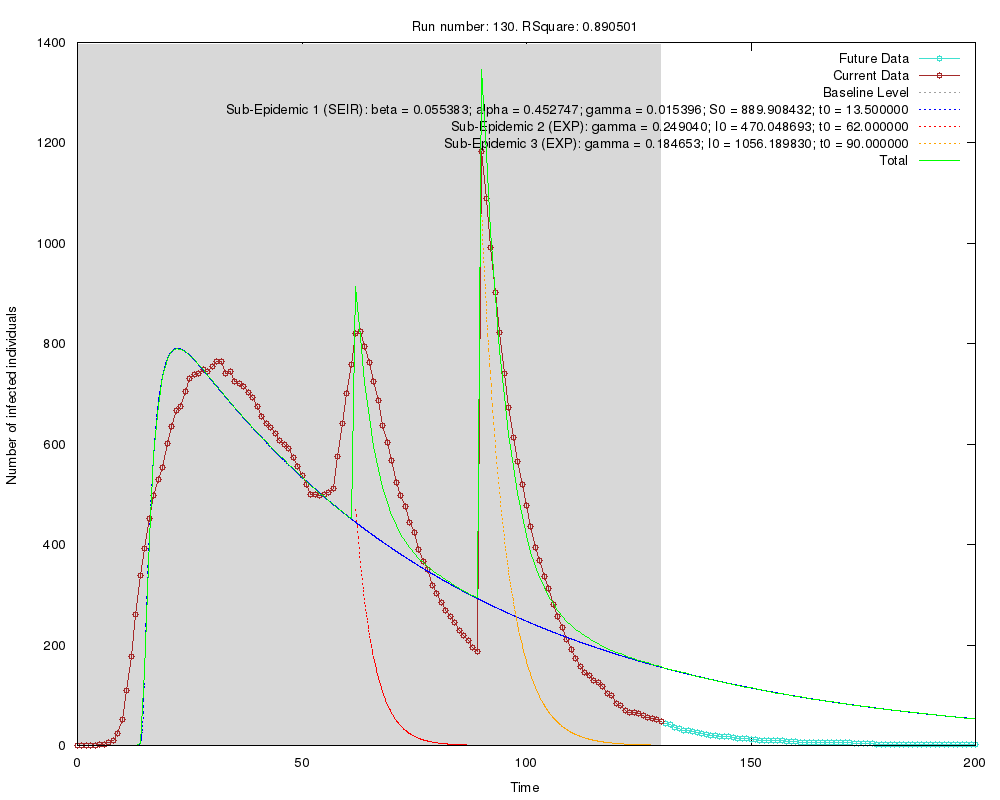 Run number: 130. RSquare: 0.890501
1400
1200
1000
800
600
400
200
0
Number of infected individuals
Future Data
Current Data
Baseline Level
Sub-Epidemic 1 (SEIR): beta = 0.055383; alpha = 0.452747; gamma = 0.015396; S0 = 889.908432; t0 = 13.500000
Sub-Epidemic 2 (EXP): gamma = 0.249040; I0 = 470.048693; t0 = 62.000000
Sub-Epidemic 3 (EXP): gamma = 0.184653; I0 = 1056.189830; t0 = 90.000000
Total
0
50
100
150
200
Time